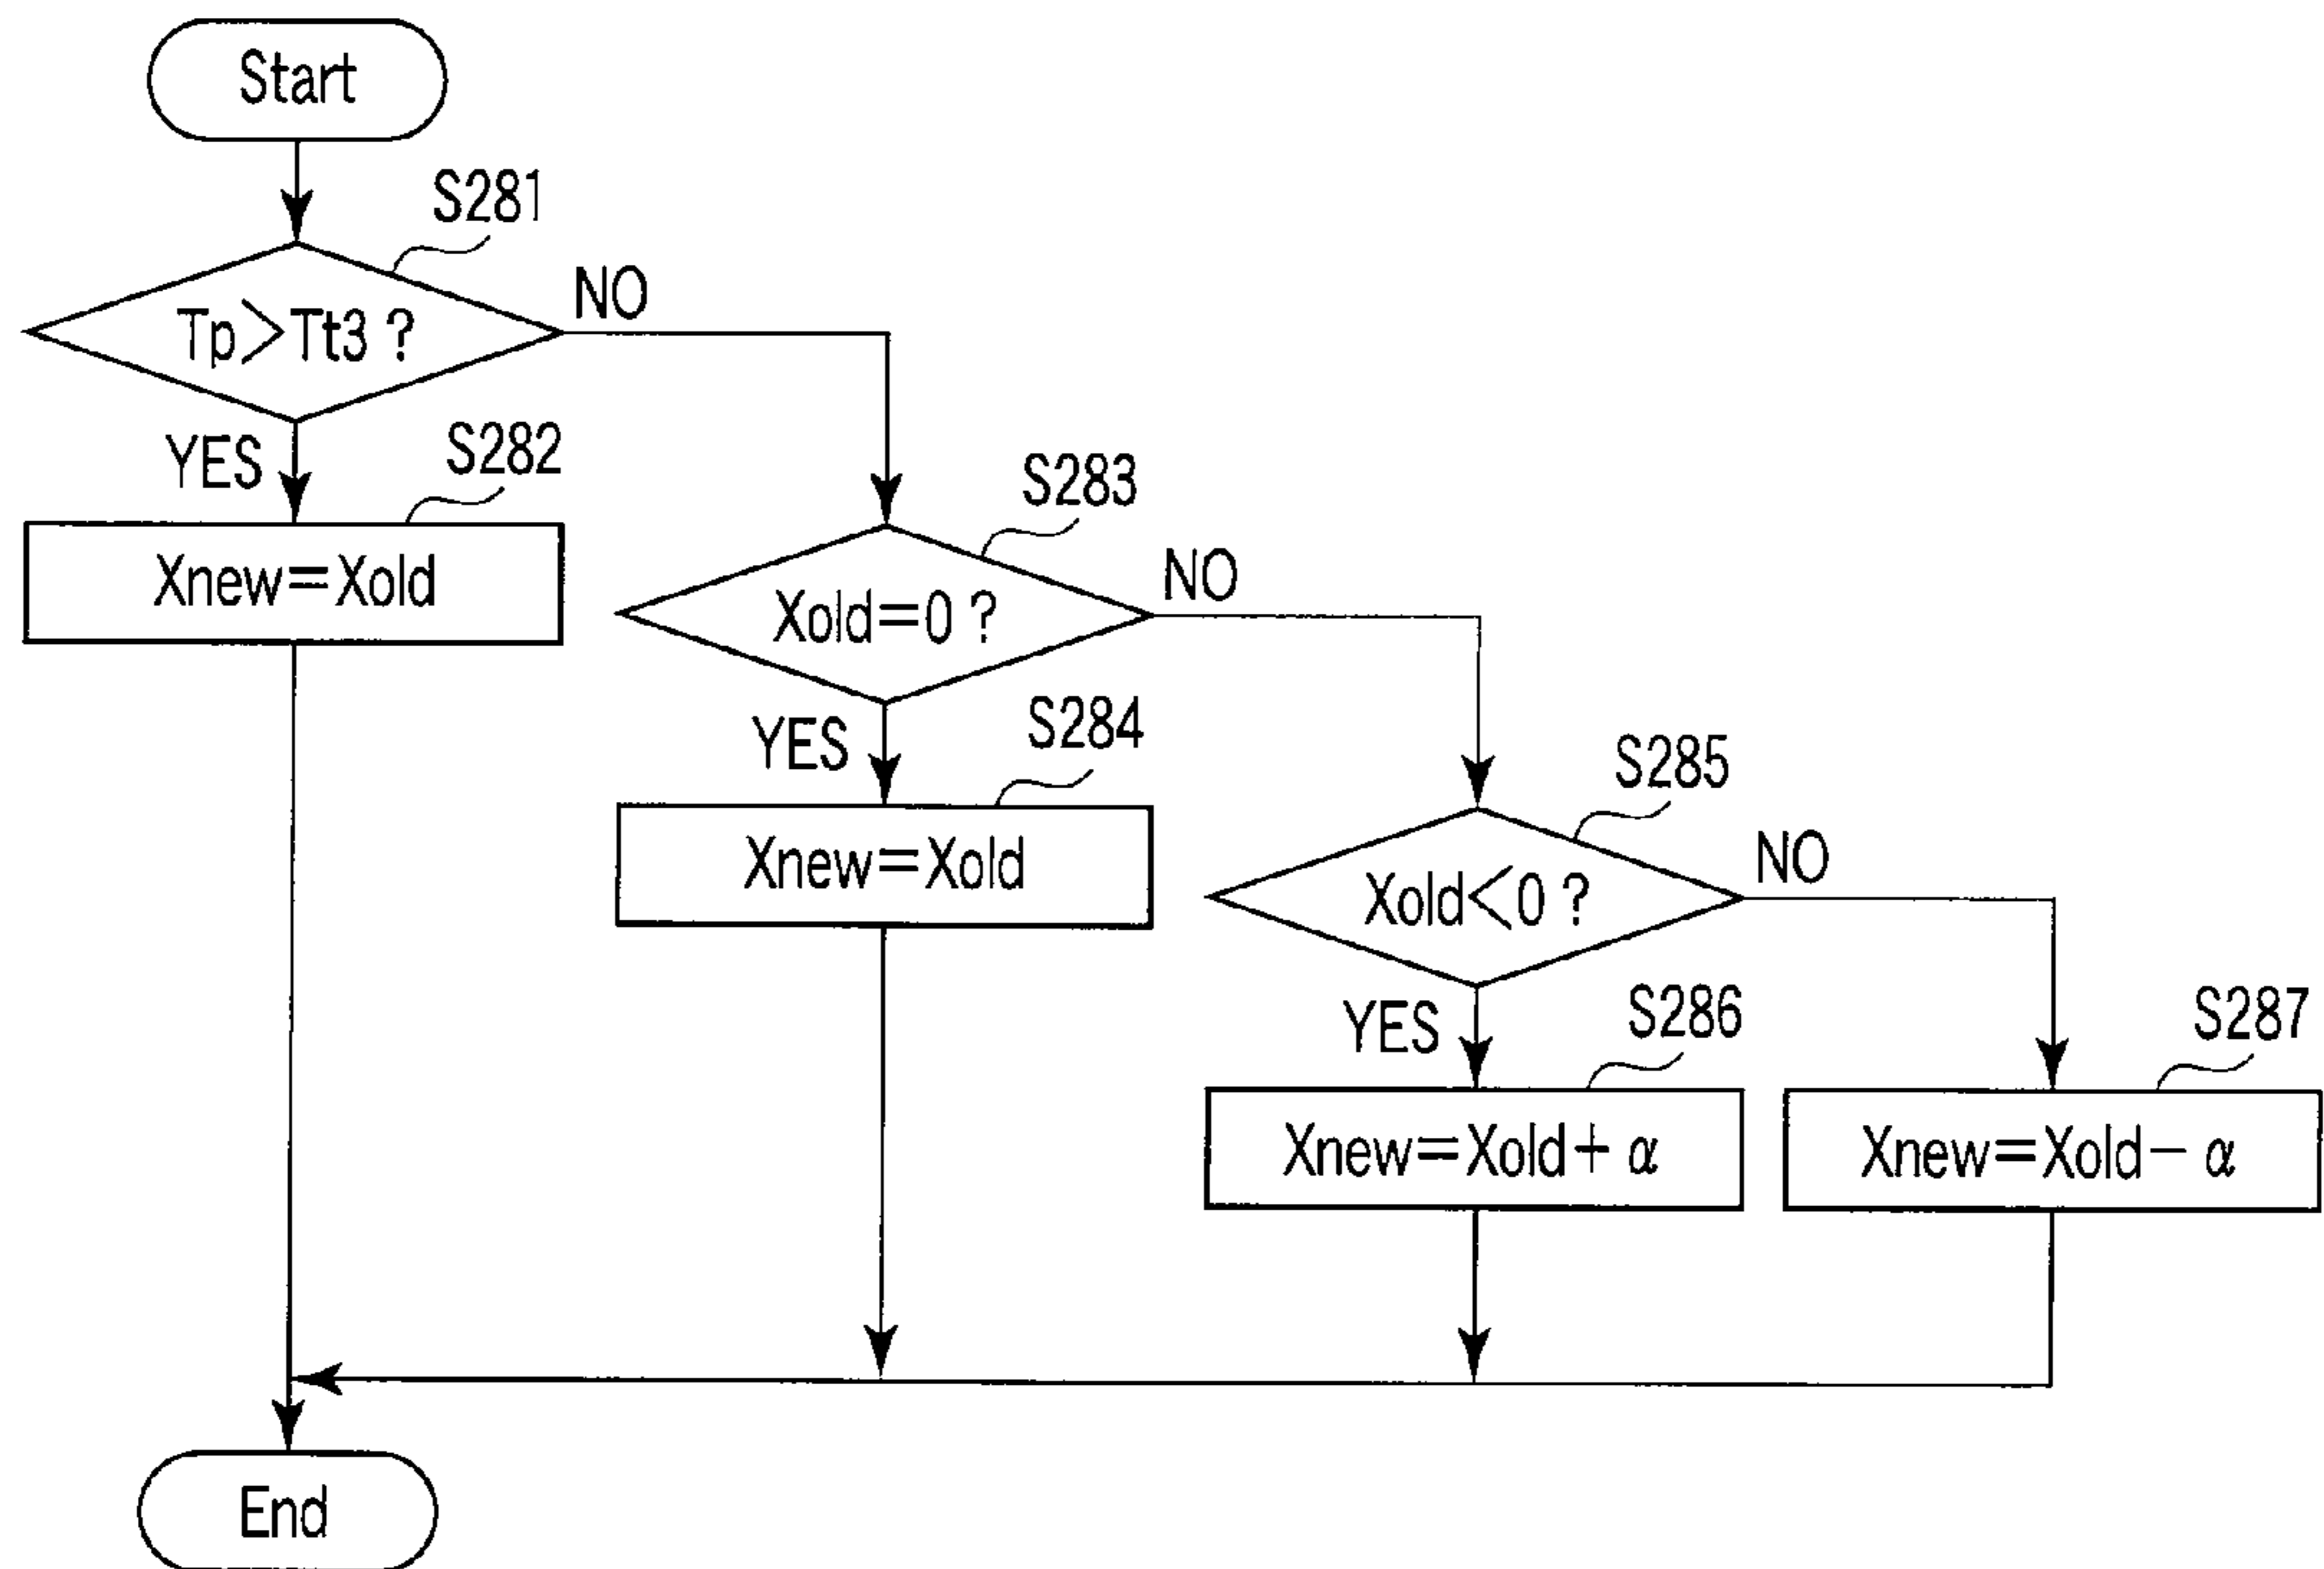 Start
S281
Tp>Tt3 ?
NO
YES
S282
Xnew=Xold
S283
Xold=0 ?
NO
YES
S284
Xnew=Xold
S285
Xold<0 ?
NO
YES
S286
Xnew=Xold+ α
S287
Xnew=Xold− α
End